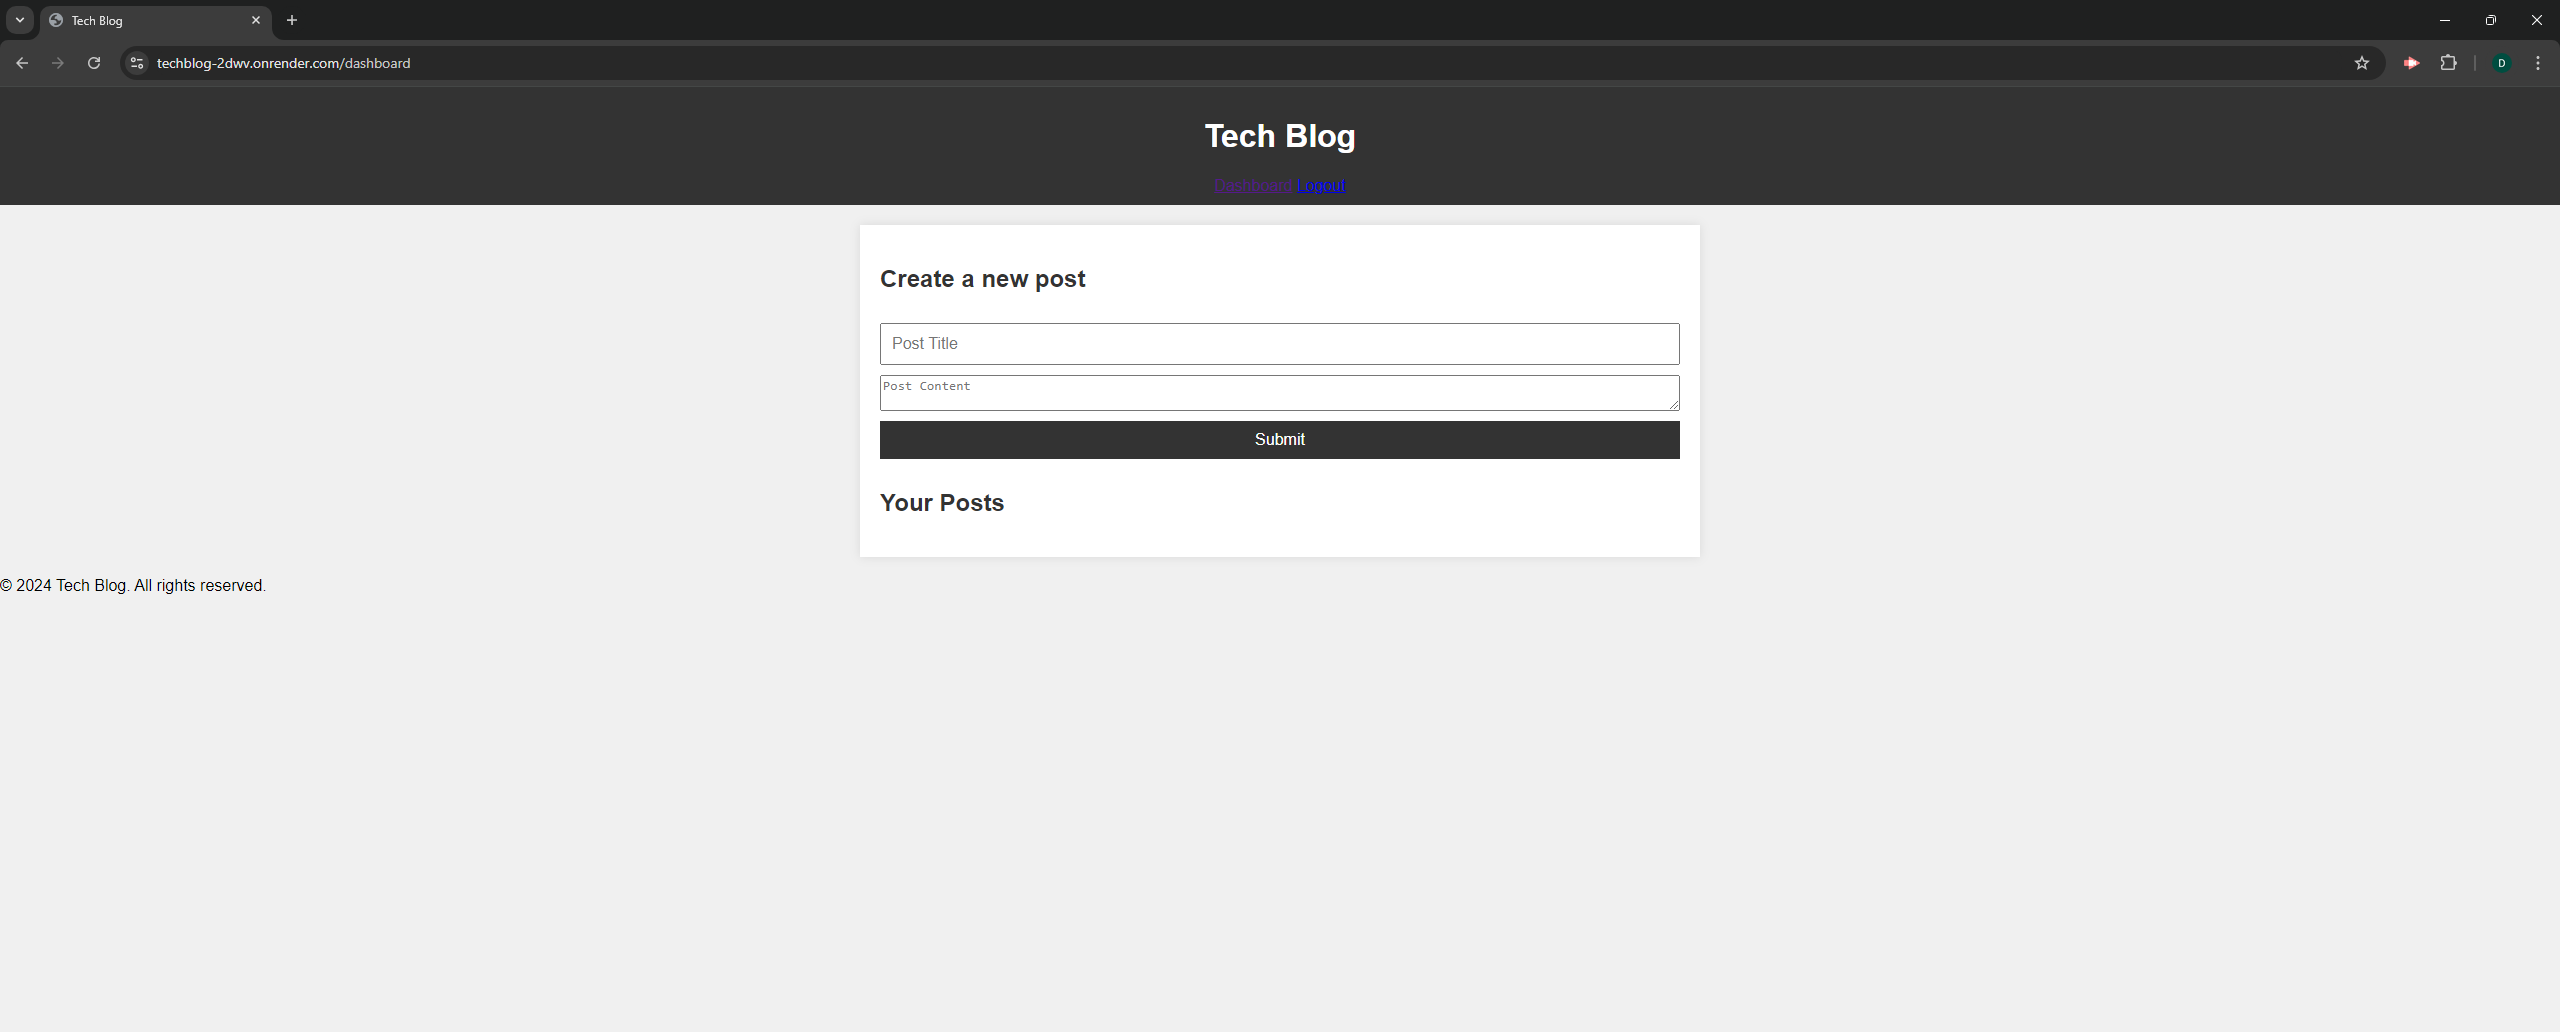 Tech Blog
techblog-2dwv.onrender.com/dashboard
D
Tech Blog
Dashboard Logout
Create a new post
Post Title
Post Content
Submit
Your Posts
© 2024 Tech Blog. All rights reserved.